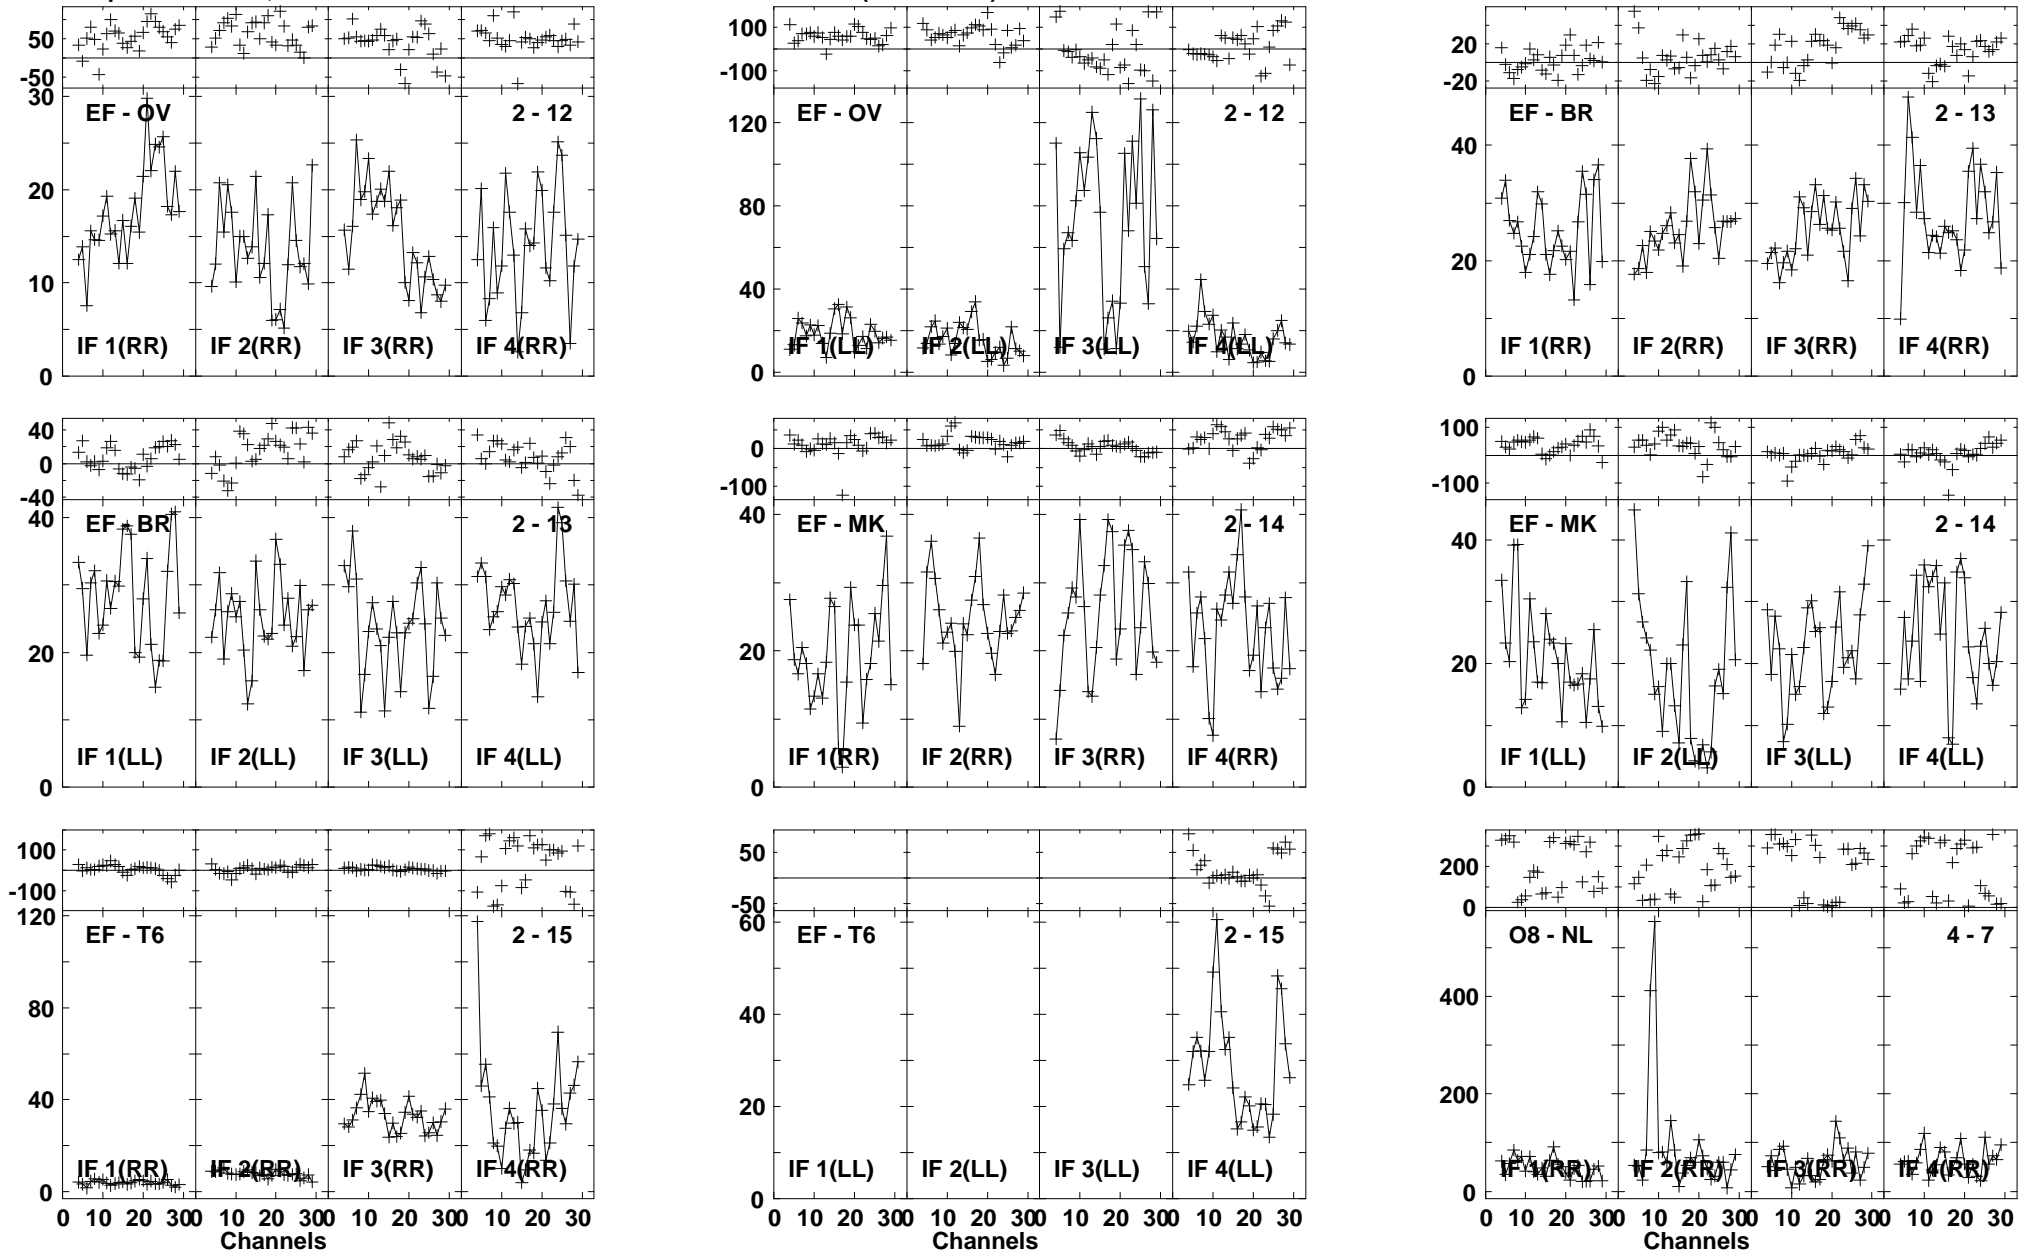 50
-50
100
-100
20
-20
30
20
10
0
EF - OV
2 - 12
IF 1(RR)
IF 2(RR)
IF 3(RR)
IF 4(RR)
120
80
40
0
EF - OV
2 - 12
IF 1(LL)
IF 2(LL)
IF 3(LL)
IF 4(LL)
40
20
0
EF - BR
2 - 13
IF 1(RR)
IF 2(RR)
IF 3(RR)
IF 4(RR)
40
0
-40
0
-100
100
0
-100
40
20
0
EF - BR
2 - 13
IF 1(LL)
IF 2(LL)
IF 3(LL)
IF 4(LL)
40
20
0
EF - MK
2 - 14
IF 1(RR)
IF 2(RR)
IF 3(RR)
IF 4(RR)
40
20
0
EF - MK
2 - 14
IF 1(LL)
IF 2(LL)
IF 3(LL)
IF 4(LL)
100
-100
50
-50
200
0
120
80
40
0
EF - T6
2 - 15
IF 1(RR)
IF 2(RR)
IF 3(RR)
IF 4(RR)
0 10 20 30 0 10 20 30 0 10 20 30 0 10 20 30
Channels
60
40
20
0
EF - T6
2 - 15
IF 1(LL)
IF 2(LL)
IF 3(LL)
IF 4(LL)
0 10 20 30 0 10 20 30 0 10 20 30 0 10 20 30
Channels
400
200
0
O8 - NL
4 - 7
IF 1(RR)
IF 2(RR)
IF 3(RR)
IF 4(RR)
0 10 20 30 0 10 20 30 0 10 20 30 0 10 20 30
Channels